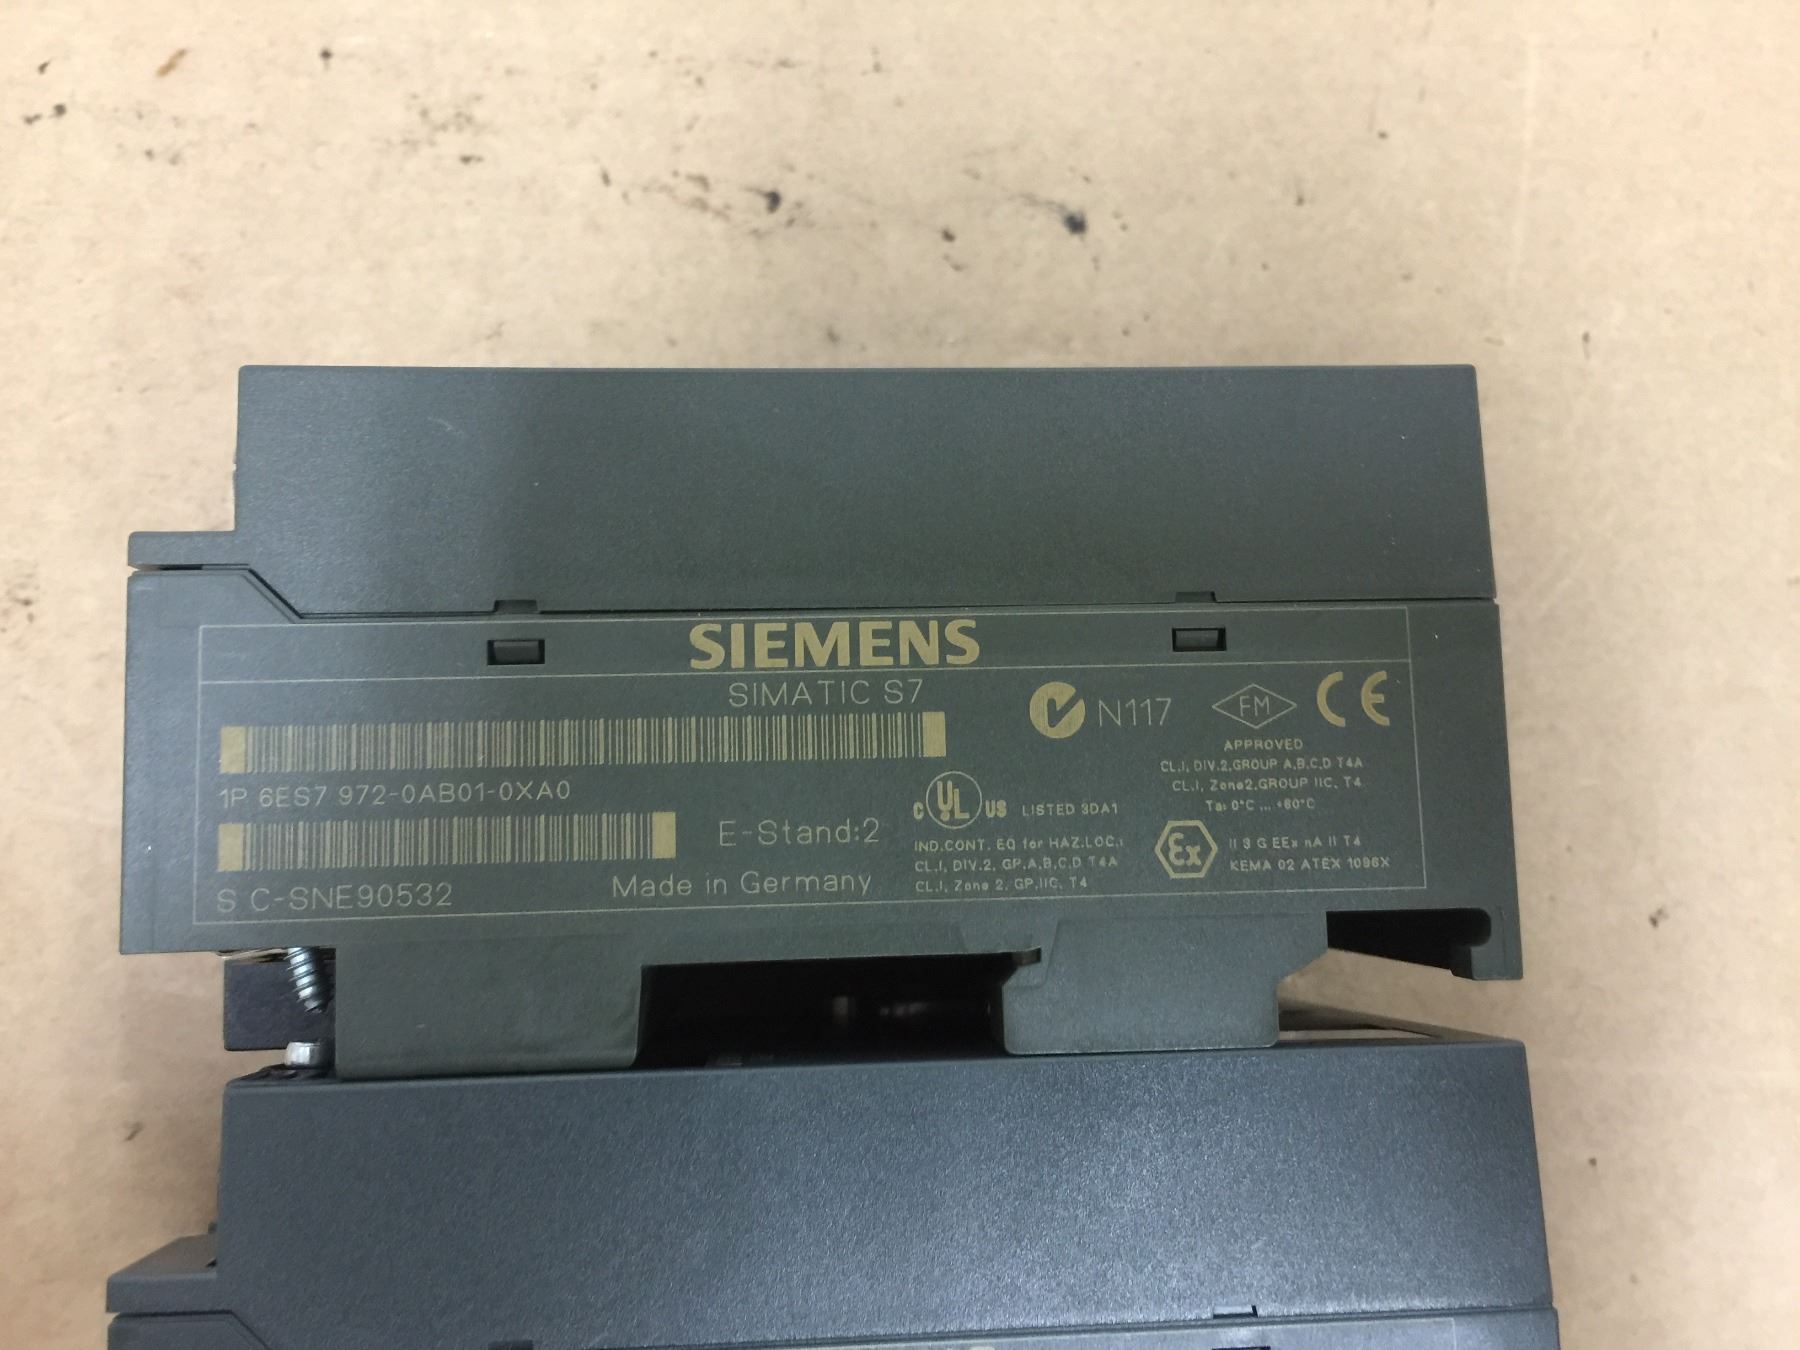 SIEMENS
SIMATIC S7
N117
FM
CE
APPROVED
CL.I, DIV.2,GROUP A,B,C,D T4A
CL.I, Zone2,GROUP IIC, T4
Ta: 0°C ... +60°C
1P 6ES7 972-0AB01-0XA0
C UL US LISTED 3DA1
E-Stand:2
IND.CONT. EQ for HAZ.LOC.:
CL.I, DIV.2, GP.A,B,C,D T4A
CL.I, Zone 2, GP.IIC, T4
Ex
II 3 G EEx nA II T4
KEMA 02 ATEX 1096X
S C-SNE90532
Made in Germany